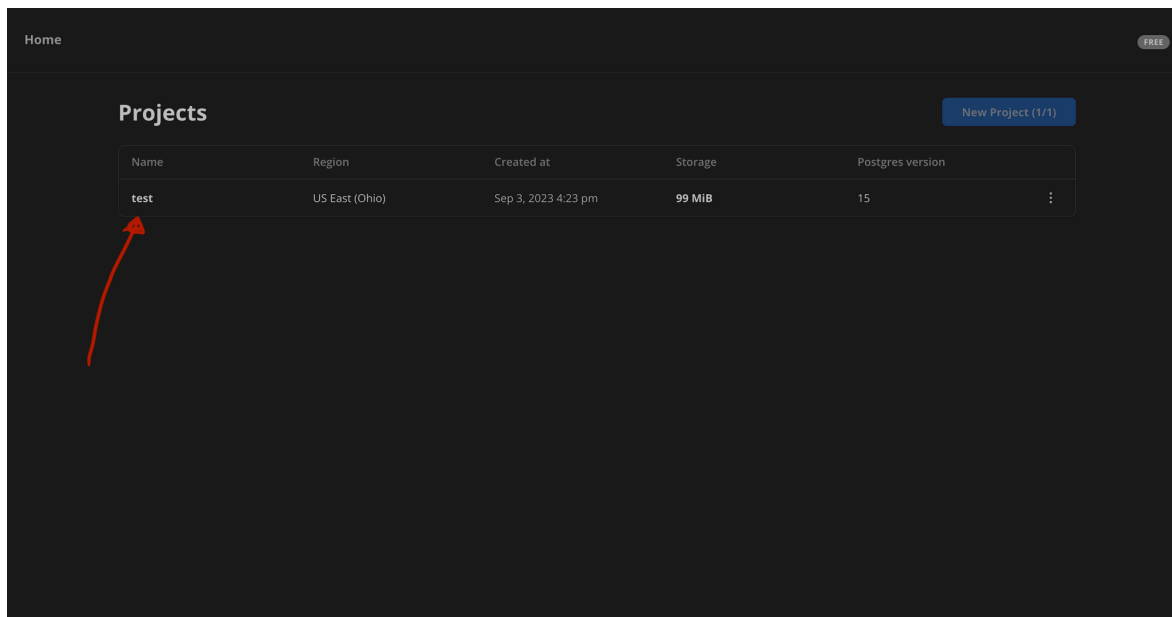 Home
FREE
Projects
New Project (1/1)
Name Region Created at Storage Postgres version
test US East (Ohio) Sep 3, 2023 4:23 pm 99 MiB 15